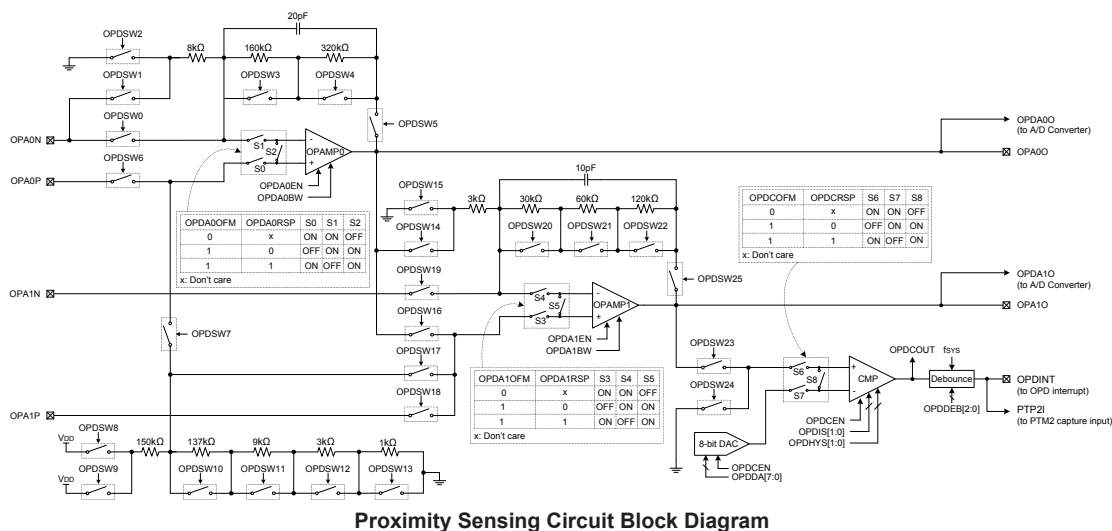 20pF
OPDSW2
8kΩ
160kΩ
320kΩ
OPDSW1
OPDSW3
OPDSW4
OPDSW0
OPDSW5
OPDA0O
(to A/D Converter)
OPA0N
S1
S2
S0
-
+
OPAMP0
OPA0O
OPDSW6
OPA0P
OPDA0EN
OPDA0BW
10pF
OPDSW15
3kΩ
30kΩ
60kΩ
120kΩ
OPDA0OFM OPDA0RSP S0 S1 S2
0 x ON ON OFF
1 0 OFF ON ON
1 1 ON OFF ON
x: Don't care
OPDCOFM OPDCRSP S6 S7 S8
0 x ON ON OFF
1 0 OFF ON ON
1 1 ON OFF ON
x: Don't care
OPDSW14
OPDSW20
OPDSW21
OPDSW22
OPDSW19
OPDSW25
OPDA1O
(to A/D Converter)
OPA1N
S4
S5
S3
-
+
OPAMP1
OPA1O
OPDSW16
OPDSW7
OPDA1EN
OPDA1BW
OPDSW17
OPDSW23
OPDCOUT
fSYS
OPDA1OFM OPDA1RSP S3 S4 S5
0 x ON ON OFF
1 0 OFF ON ON
1 1 ON OFF ON
x: Don't care
S6
S8
S7
+
-
CMP
Debounce
OPDINT
(to OPD interrupt)
OPDSW18
OPDSW24
OPA1P
OPDCEN
OPDIS[1:0]
OPDHYS[1:0]
OPDDEB[2:0]
PTP2I
(to PTM2 capture input)
OPDSW8
VDD
150kΩ
137kΩ
9kΩ
3kΩ
1kΩ
8-bit DAC
OPDSW9
VDD
OPDSW10
OPDSW11
OPDSW12
OPDSW13
OPDCEN
OPDDA[7:0]
Proximity Sensing Circuit Block Diagram